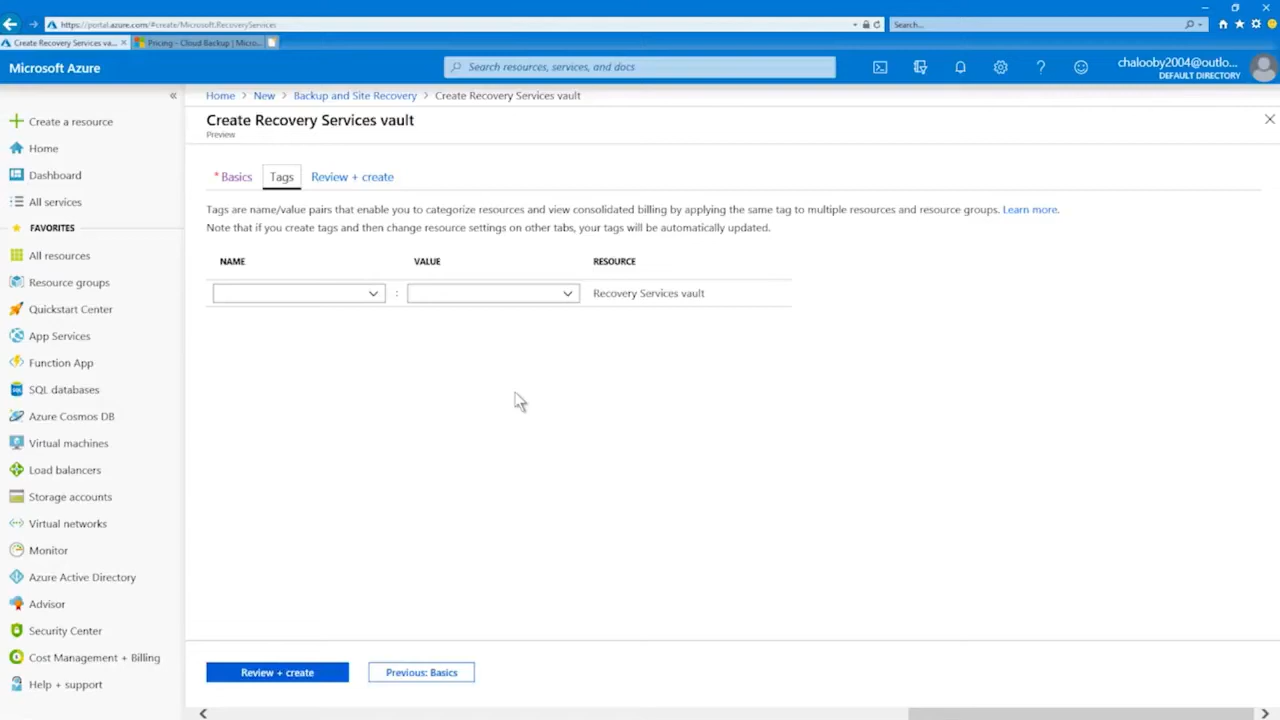 https://portal.azure.com/#create/Microsoft.RecoveryServices
Search...
Create Recovery Services va...
Pricing - Cloud Backup | Micro...
Microsoft Azure
Search resources, services, and docs
chalooby2004@outlo...
DEFAULT DIRECTORY
Home > New > Backup and Site Recovery > Create Recovery Services vault
Create Recovery Services vault
Preview
* Basics
Tags
Review + create
Tags are name/value pairs that enable you to categorize resources and view consolidated billing by applying the same tag to multiple resources and resource groups. Learn more.
Note that if you create tags and then change resource settings on other tabs, your tags will be automatically updated.
NAME
VALUE
RESOURCE
:
Recovery Services vault
Review + create
Previous: Basics
Create a resource
Home
Dashboard
All services
FAVORITES
All resources
Resource groups
Quickstart Center
App Services
Function App
SQL databases
Azure Cosmos DB
Virtual machines
Load balancers
Storage accounts
Virtual networks
Monitor
Azure Active Directory
Advisor
Security Center
Cost Management + Billing
Help + support